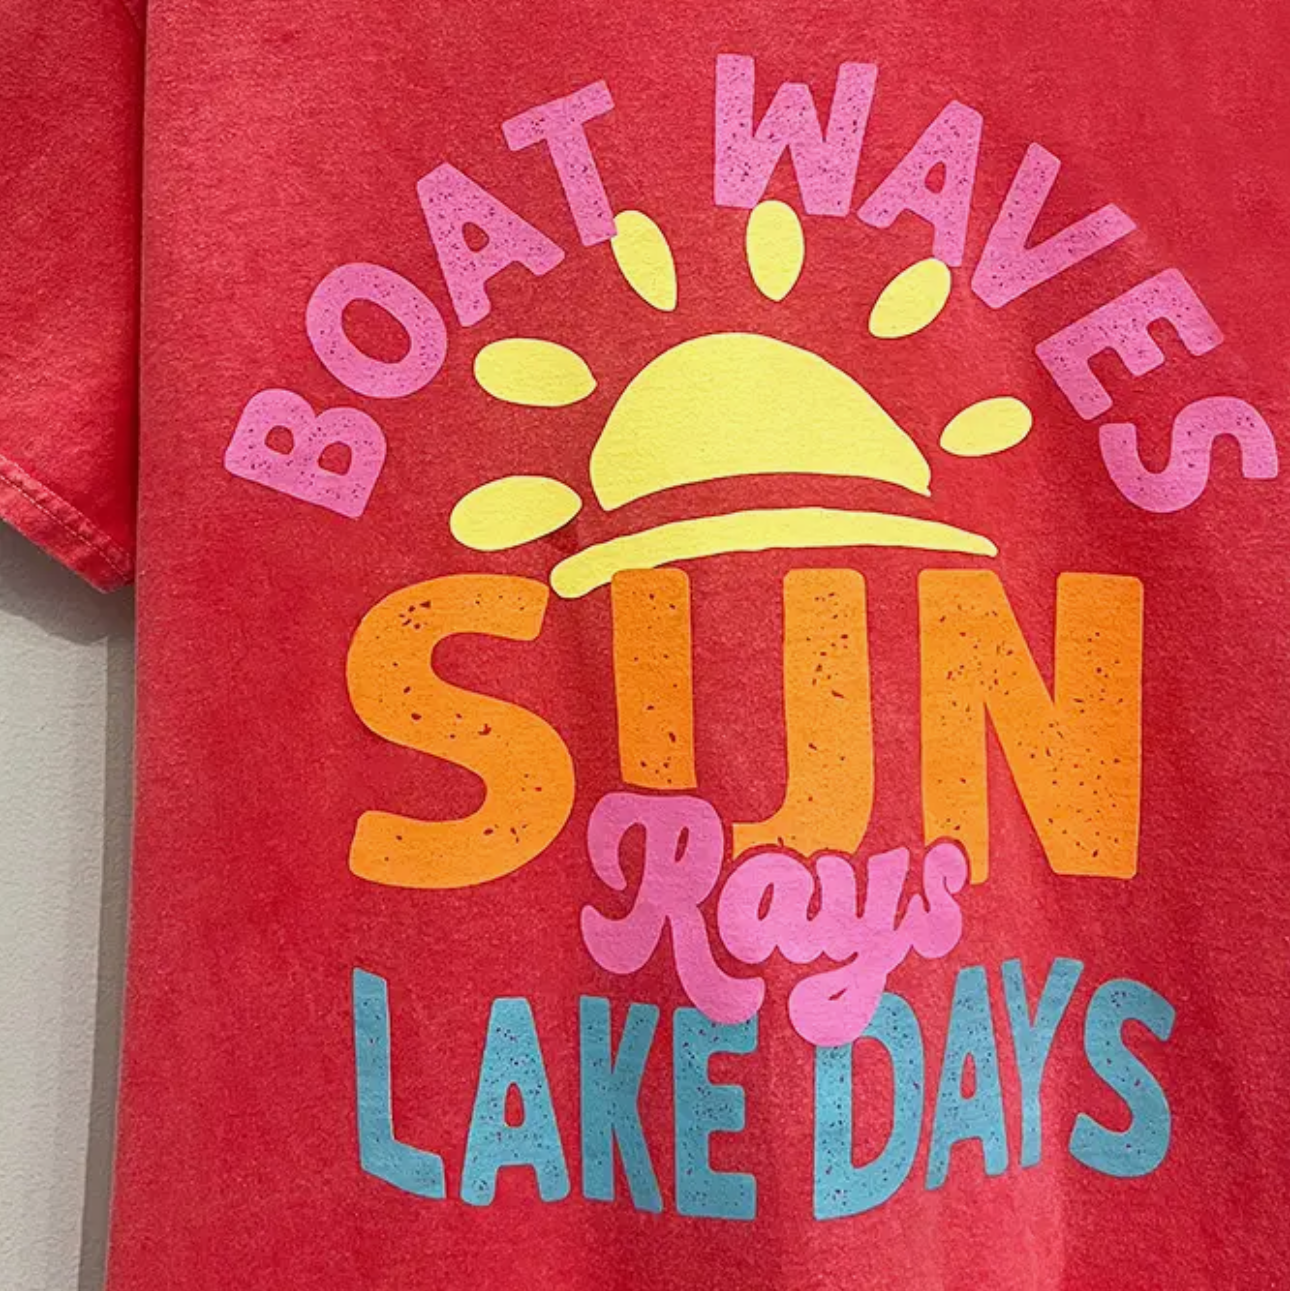 BOAT WAVES
SUN
Rays
LAKE DAYS